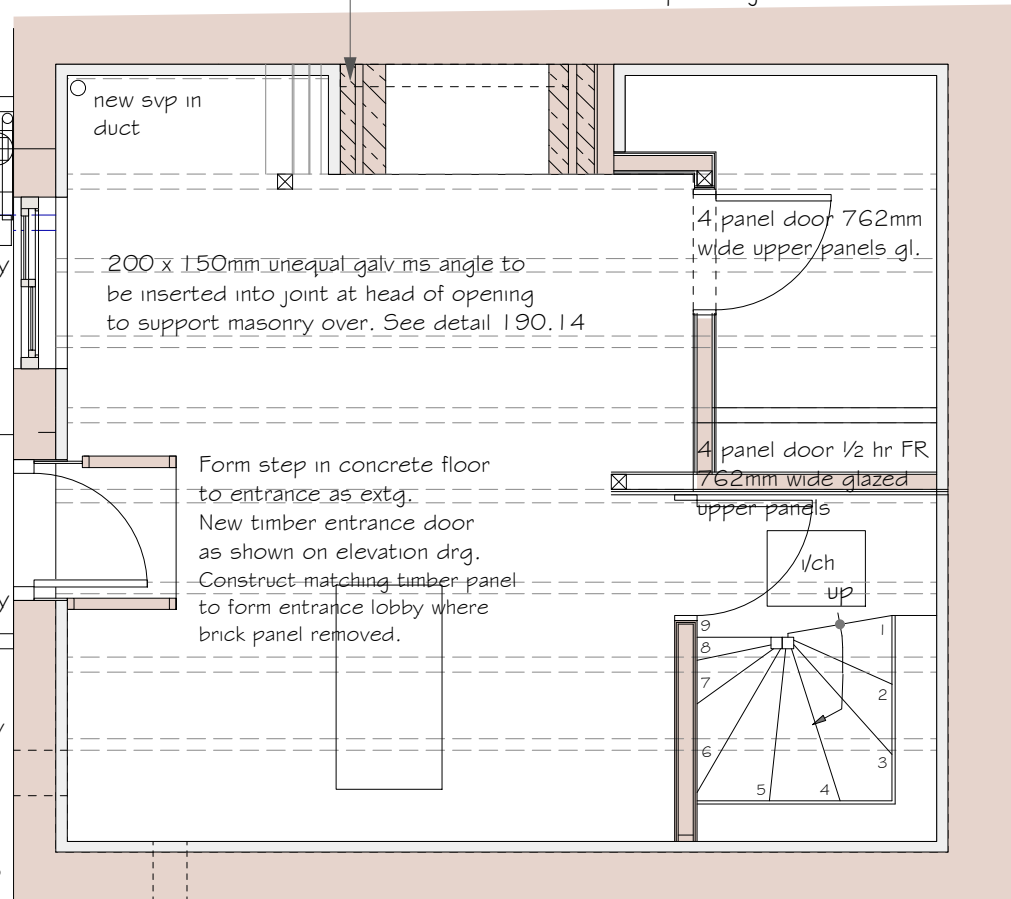 new svp in
duct
4 panel door 762mm
wide upper panels gl.
200 x 150mm unequal galv ms angle to
be inserted into joint at head of opening
to support masonry over. See detail 190.14
4 panel door ½ hr FR
762mm wide glazed
upper panels
Form step in concrete floor
to entrance as extg.
New timber entrance door
as shown on elevation drg.
Construct matching timber panel
to form entrance lobby where
brick panel removed.
i/ch
up
9
1
8
7
2
6
3
5
4